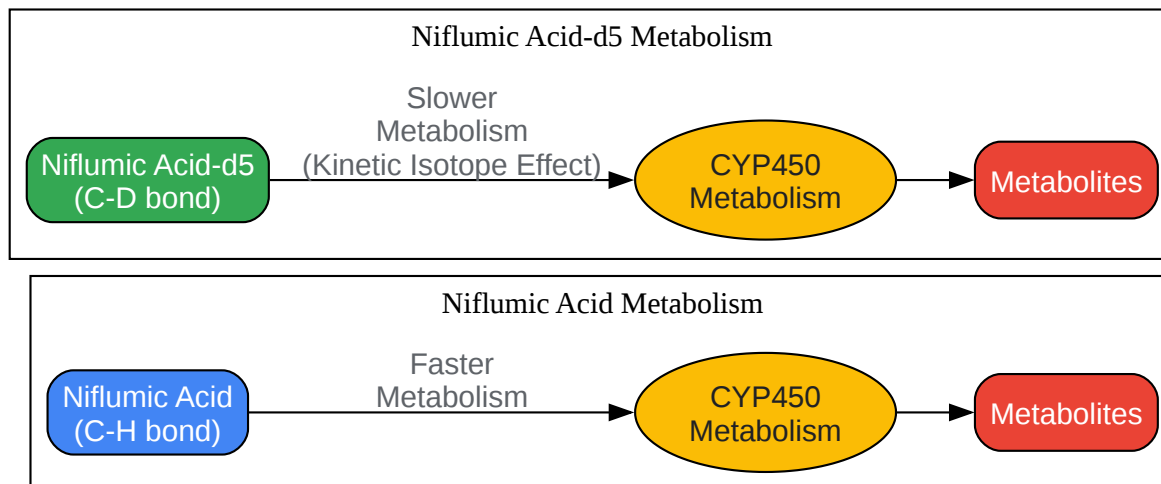 Niflumic Acid-d5 Metabolism
Slower
Metabolism
(Kinetic Isotope Effect)
Niflumic Acid-d5
(C-D bond)
CYP450
Metabolism
Metabolites
Niflumic Acid Metabolism
Faster
Metabolism
Niflumic Acid
(C-H bond)
CYP450
Metabolism
Metabolites